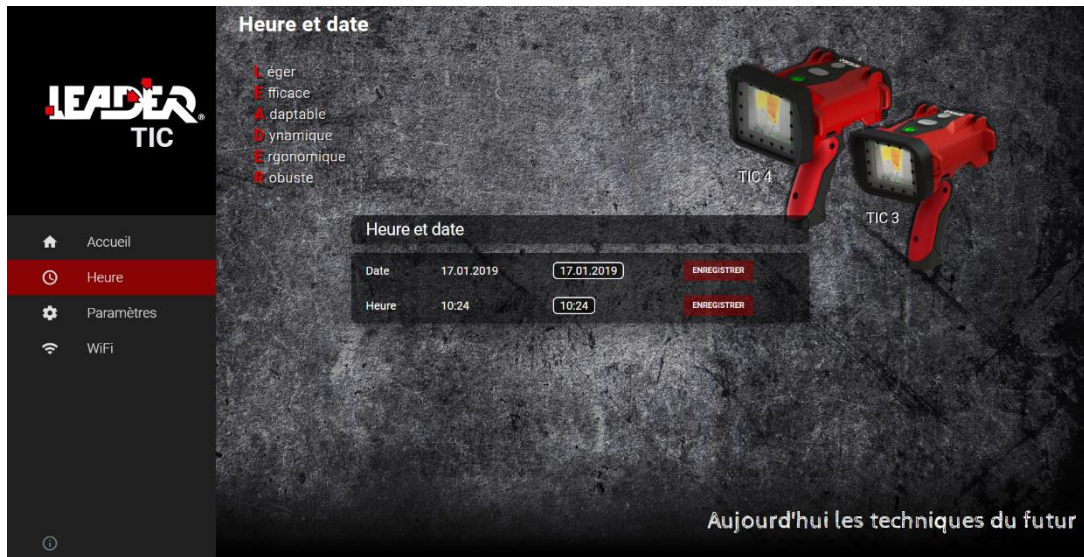 LEADER®
TIC
Accueil
Heure
Paramètres
WiFi
Heure et date
Léger
Efficace
Adaptable
Dynamique
Ergonomique
Robuste
TIC 4
TIC 3
Heure et date
Date 17.01.2019 17.01.2019 ENREGISTRER
Heure 10:24 10:24 ENREGISTRER
Aujourd'hui les techniques du futur